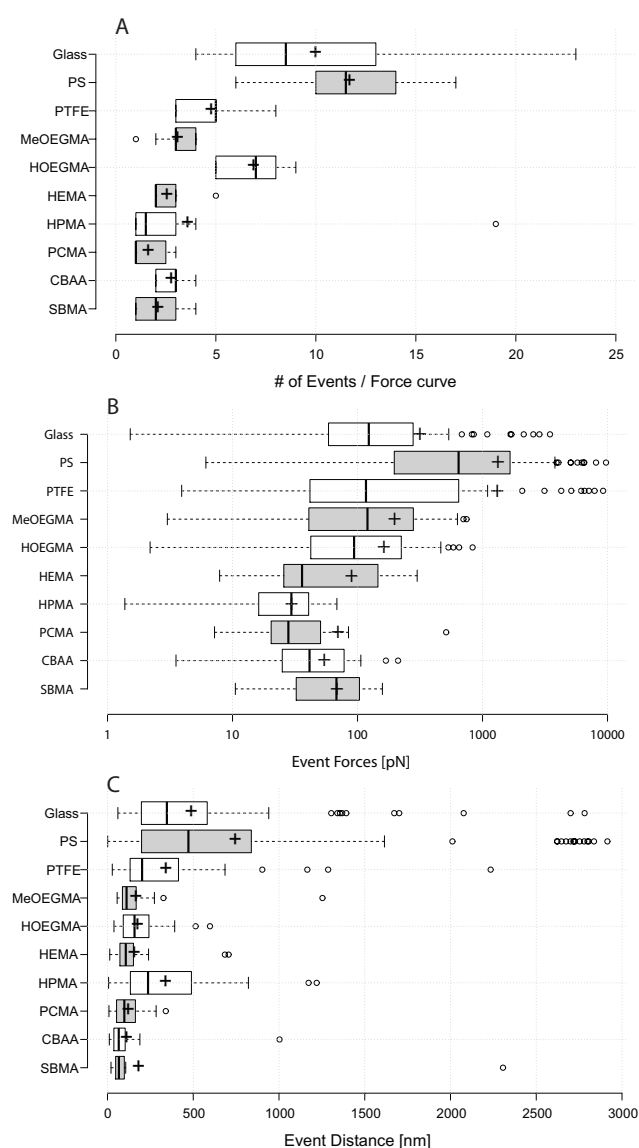 A
Glass
PS
PTFE
MeOEGMA
HOEGMA
HEMA
HPMA
PCMA
CBAA
SBMA
0 5 10 15 20 25
# of Events / Force curve
B
Glass
PS
PTFE
MeOEGMA
HOEGMA
HEMA
HPMA
PCMA
CBAA
SBMA
1 10 100 1000 10000
Event Forces [pN]
C
Glass
PS
PTFE
MeOEGMA
HOEGMA
HEMA
HPMA
PCMA
CBAA
SBMA
0 500 1000 1500 2000 2500 3000
Event Distance [nm]